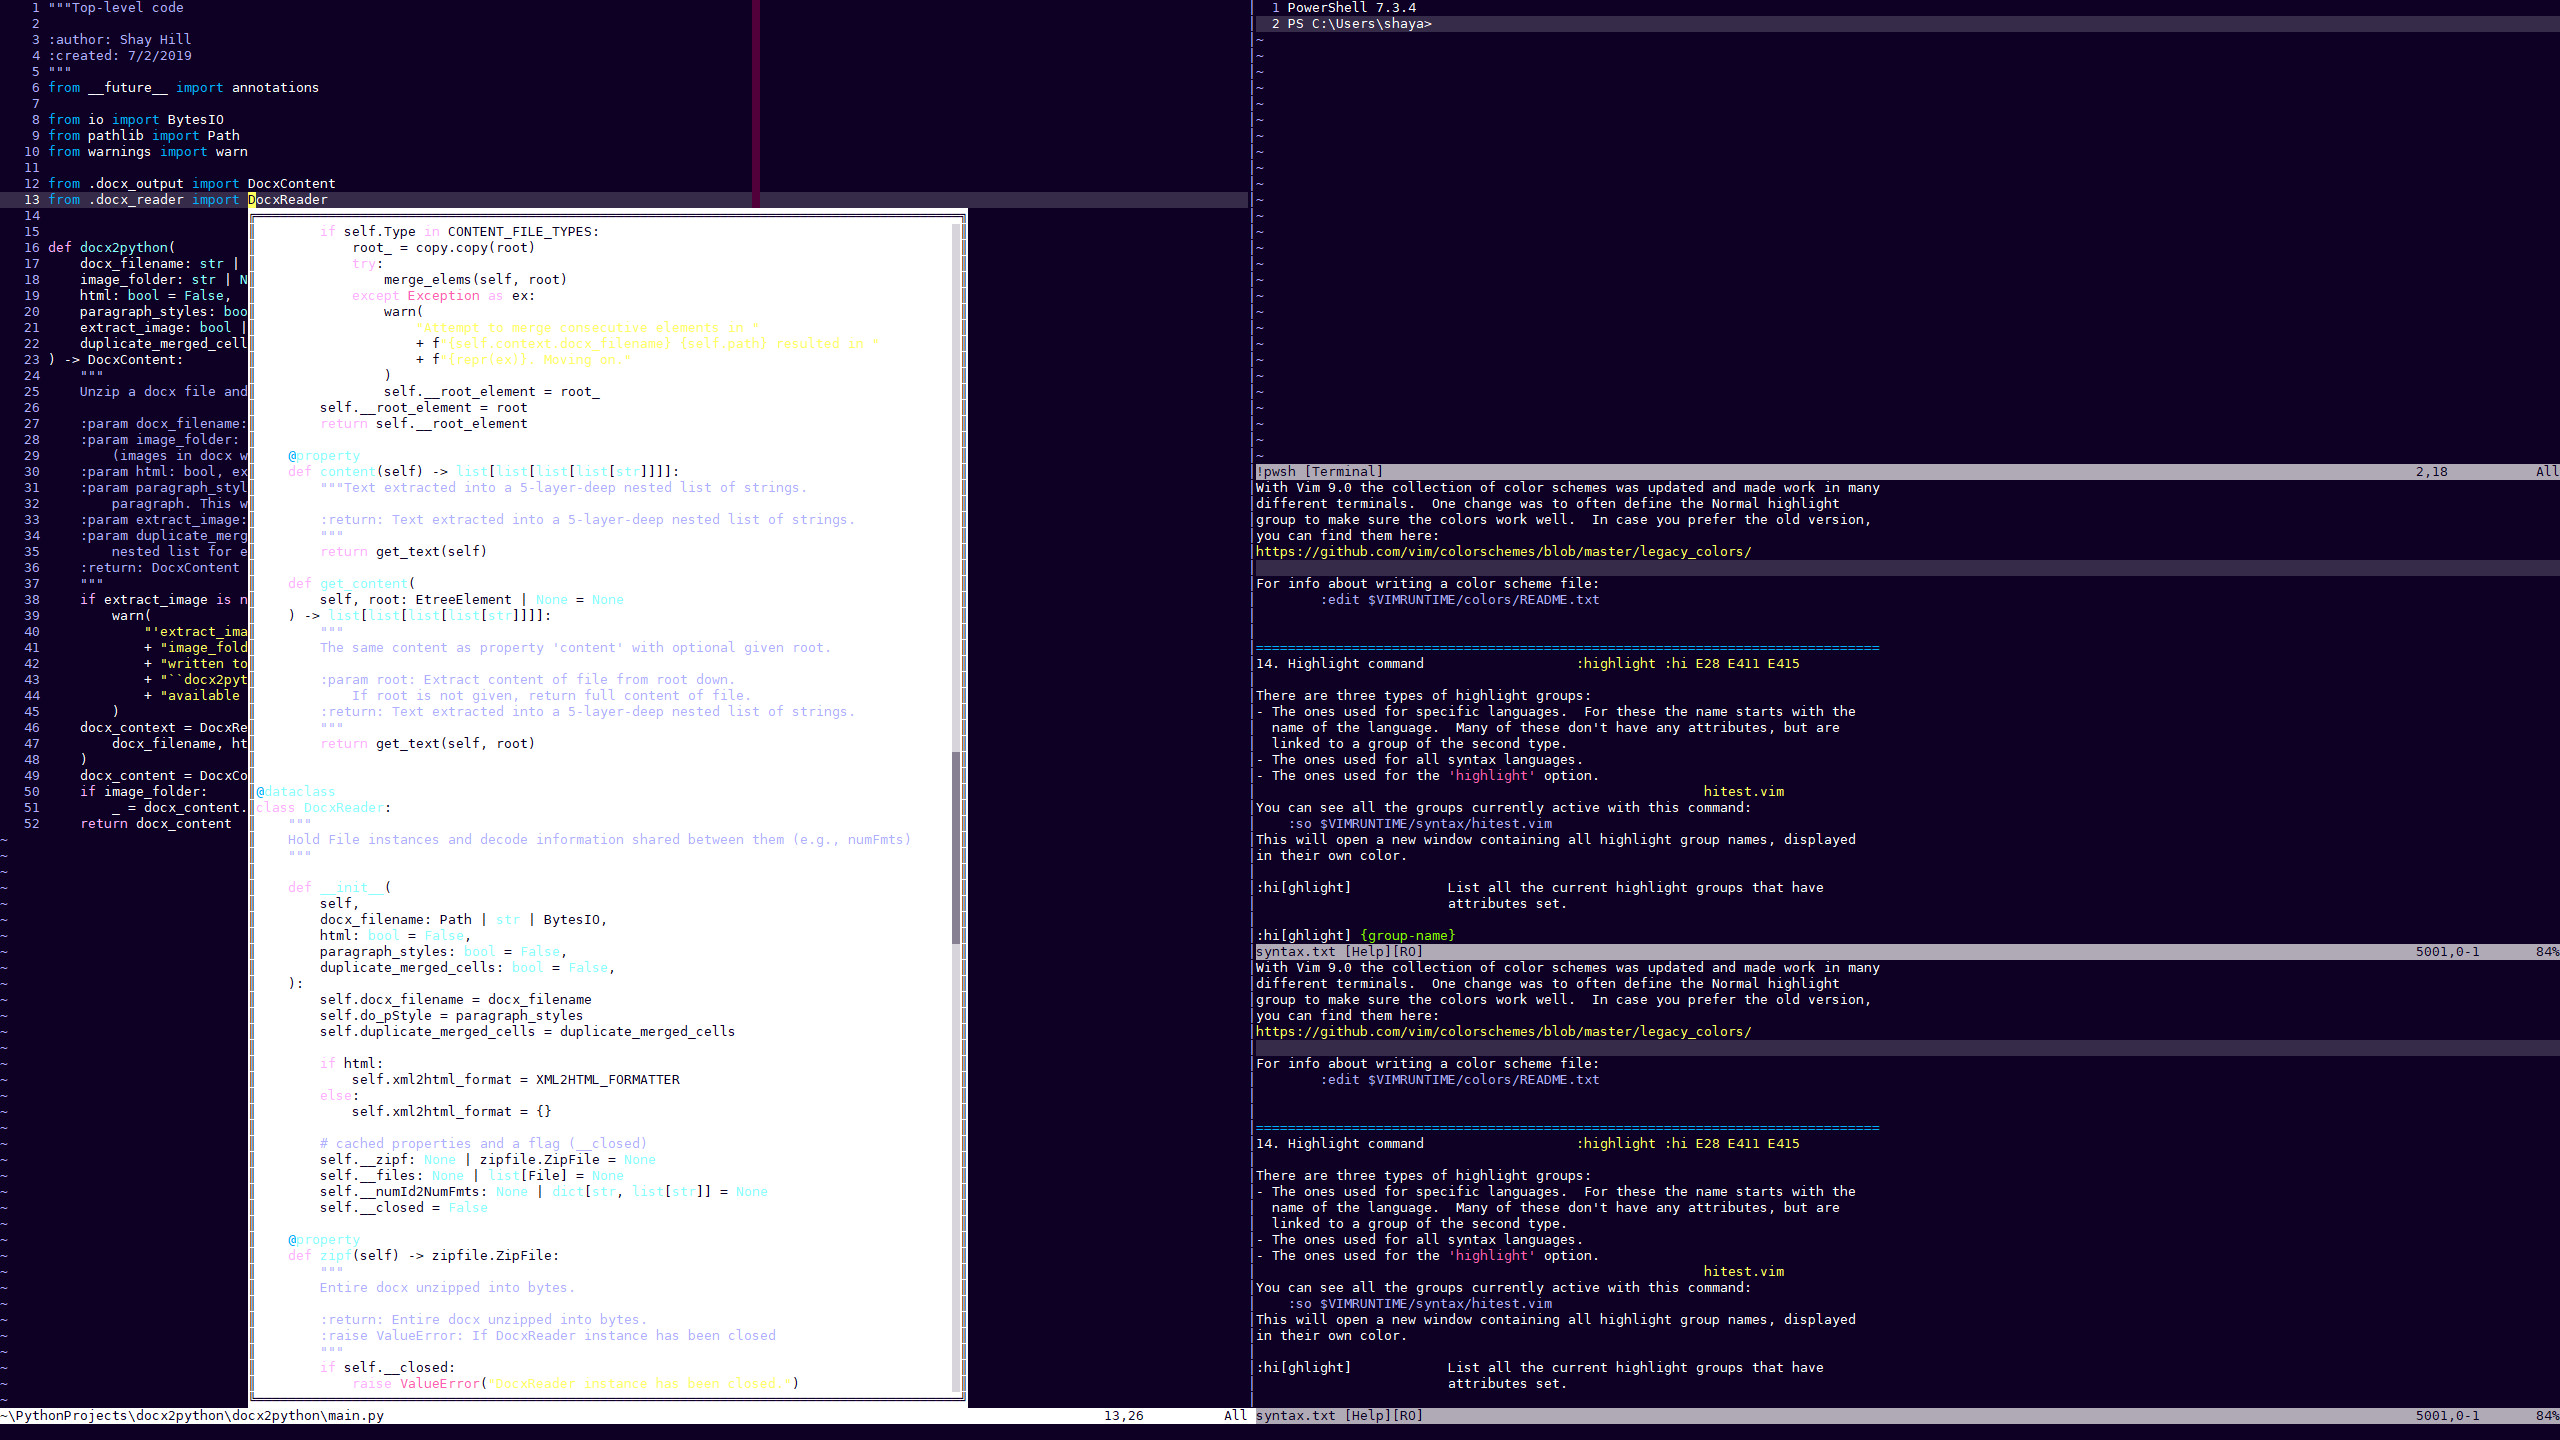 1 """Top-level code
2
3 :author: Shay Hill
4 :created: 7/2/2019
5 """
6 from __future__ import annotations
7
8 from io import BytesIO
9 from pathlib import Path
10 from warnings import warn
11
12 from .docx_output import DocxContent
13 from .docx_reader import DocxReader
14
15
16 def docx2python(
17     docx_filename: str |
18     image_folder: str | N
19     html: bool = False,
20     paragraph_styles: boo
21     extract_image: bool |
22     duplicate_merged_cell
23 ) -> DocxContent:
24     """
25     Unzip a docx file and
26
27     :param docx_filename:
28     :param image_folder:
29         (images in docx w
30     :param html: bool, ex
31     :param paragraph_styl
32         paragraph. This w
33     :param extract_image:
34     :param duplicate_merg
35         nested list for e
36     :return: DocxContent
37     """
38     if extract_image is n
39         warn(
40             "'extract_ima
41             + "image_fold
42             + "written to
43             + "``docx2pyt
44             + "available
45         )
46     docx_context = DocxRe
47         docx_filename, ht
48     )
49     docx_content = DocxCo
50     if image_folder:
51         _ = docx_content.
52     return docx_content
        if self.Type in CONTENT_FILE_TYPES:
            root_ = copy.copy(root)
            try:
                merge_elems(self, root)
            except Exception as ex:
                warn(
                    "Attempt to merge consecutive elements in "
                    + f"{self.context.docx_filename} {self.path} resulted in "
                    + f"{repr(ex)}. Moving on."
                )
                self.__root_element = root_
        self.__root_element = root
        return self.__root_element

    @property
    def content(self) -> list[list[list[list[str]]]]:
        """Text extracted into a 5-layer-deep nested list of strings.

        :return: Text extracted into a 5-layer-deep nested list of strings.
        """
        return get_text(self)

    def get_content(
        self, root: EtreeElement | None = None
    ) -> list[list[list[list[str]]]]:
        """
        The same content as property 'content' with optional given root.

        :param root: Extract content of file from root down.
            If root is not given, return full content of file.
        :return: Text extracted into a 5-layer-deep nested list of strings.
        """
        return get_text(self, root)


@dataclass
class DocxReader:
    """
    Hold File instances and decode information shared between them (e.g., numFmts)
    """

    def __init__(
        self,
        docx_filename: Path | str | BytesIO,
        html: bool = False,
        paragraph_styles: bool = False,
        duplicate_merged_cells: bool = False,
    ):
        self.docx_filename = docx_filename
        self.do_pStyle = paragraph_styles
        self.duplicate_merged_cells = duplicate_merged_cells

        if html:
            self.xml2html_format = XML2HTML_FORMATTER
        else:
            self.xml2html_format = {}

        # cached properties and a flag (__closed)
        self.__zipf: None | zipfile.ZipFile = None
        self.__files: None | list[File] = None
        self.__numId2NumFmts: None | dict[str, list[str]] = None
        self.__closed = False

    @property
    def zipf(self) -> zipfile.ZipFile:
        """
        Entire docx unzipped into bytes.

        :return: Entire docx unzipped into bytes.
        :raise ValueError: If DocxReader instance has been closed
        """
        if self.__closed:
            raise ValueError("DocxReader instance has been closed.")
~\PythonProjects\docx2python\docx2python\main.py 13,26 All
1 PowerShell 7.3.4
2 PS C:\Users\shaya>
!pwsh [Terminal] 2,18 All
With Vim 9.0 the collection of color schemes was updated and made work in many
different terminals.  One change was to often define the Normal highlight
group to make sure the colors work well.  In case you prefer the old version,
you can find them here:
https://github.com/vim/colorschemes/blob/master/legacy_colors/

For info about writing a color scheme file:
        :edit $VIMRUNTIME/colors/README.txt


==============================================================================
14. Highlight command                   :highlight :hi E28 E411 E415

There are three types of highlight groups:
- The ones used for specific languages.  For these the name starts with the
  name of the language.  Many of these don't have any attributes, but are
  linked to a group of the second type.
- The ones used for all syntax languages.
- The ones used for the 'highlight' option.
                                                        hitest.vim
You can see all the groups currently active with this command:
    :so $VIMRUNTIME/syntax/hitest.vim
This will open a new window containing all highlight group names, displayed
in their own color.

:hi[ghlight]            List all the current highlight groups that have
                        attributes set.

:hi[ghlight] {group-name}
syntax.txt [Help][RO] 5001,0-1 84%
With Vim 9.0 the collection of color schemes was updated and made work in many
different terminals.  One change was to often define the Normal highlight
group to make sure the colors work well.  In case you prefer the old version,
you can find them here:
https://github.com/vim/colorschemes/blob/master/legacy_colors/

For info about writing a color scheme file:
        :edit $VIMRUNTIME/colors/README.txt


==============================================================================
14. Highlight command                   :highlight :hi E28 E411 E415

There are three types of highlight groups:
- The ones used for specific languages.  For these the name starts with the
  name of the language.  Many of these don't have any attributes, but are
  linked to a group of the second type.
- The ones used for all syntax languages.
- The ones used for the 'highlight' option.
                                                        hitest.vim
You can see all the groups currently active with this command:
    :so $VIMRUNTIME/syntax/hitest.vim
This will open a new window containing all highlight group names, displayed
in their own color.

:hi[ghlight]            List all the current highlight groups that have
                        attributes set.

syntax.txt [Help][RO] 5001,0-1 84%